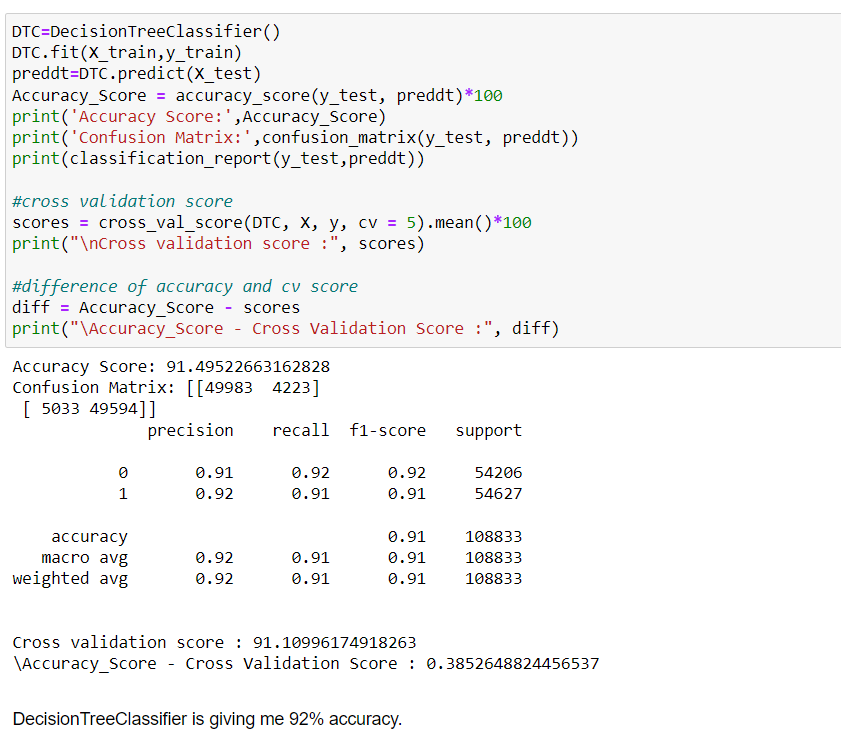 DTC=DecisionTreeClassifier()
DTC.fit(X_train,y_train)
preddt=DTC.predict(X_test)
Accuracy_Score = accuracy_score(y_test, preddt)*100
print('Accuracy Score:',Accuracy_Score)
print('Confusion Matrix:',confusion_matrix(y_test, preddt))
print(classification_report(y_test,preddt))

#cross validation score
scores = cross_val_score(DTC, X, y, cv = 5).mean()*100
print("\nCross validation score :", scores)

#difference of accuracy and cv score
diff = Accuracy_Score - scores
print("\Accuracy_Score - Cross Validation Score :", diff)
Accuracy Score: 91.49522663162828
Confusion Matrix: [[49983  4223]
 [ 5033 49594]]
              precision    recall  f1-score   support

           0       0.91      0.92      0.92     54206
           1       0.92      0.91      0.91     54627

    accuracy                           0.91    108833
   macro avg       0.92      0.91      0.91    108833
weighted avg       0.92      0.91      0.91    108833

Cross validation score : 91.10996174918263
\Accuracy_Score - Cross Validation Score : 0.3852648824456537

DecisionTreeClassifier is giving me 92% accuracy.